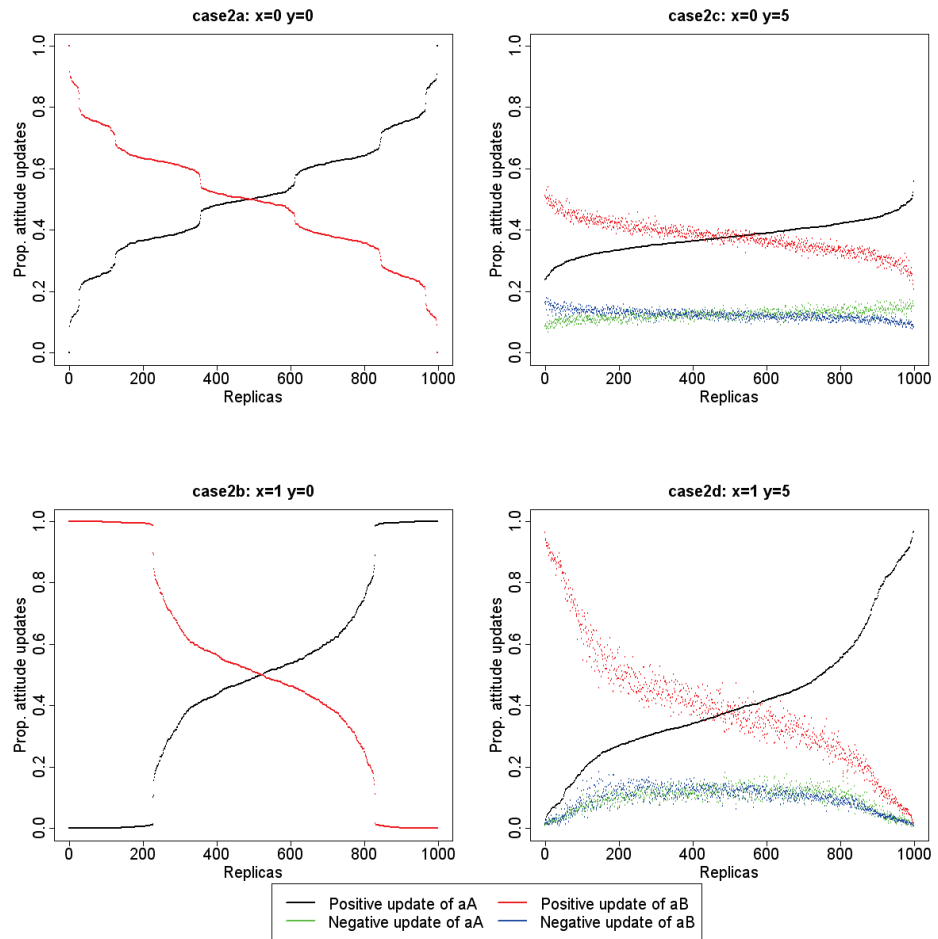 case2a: x=0 y=0
Prop. attitude updates
1.0
0.8
0.6
0.4
0.2
0.0
0 200 400 600 800 1000
Replicas
case2c: x=0 y=5
Prop. attitude updates
1.0
0.8
0.6
0.4
0.2
0.0
0 200 400 600 800 1000
Replicas
case2b: x=1 y=0
Prop. attitude updates
1.0
0.8
0.6
0.4
0.2
0.0
0 200 400 600 800 1000
Replicas
case2d: x=1 y=5
Prop. attitude updates
1.0
0.8
0.6
0.4
0.2
0.0
0 200 400 600 800 1000
Replicas
Positive update of aA Positive update of aB
Negative update of aA Negative update of aB